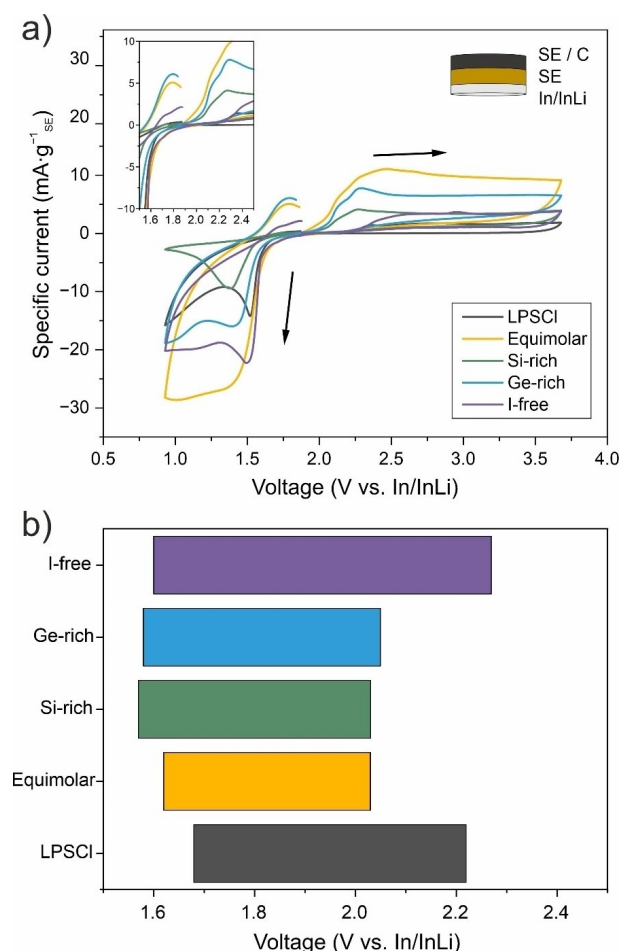 a)
SE / C
SE
In/InLi
10
5
0
-5
-10
1.6 1.8 2.0 2.2 2.4
30
20
10
0
−10
−20
−30
Specific current (mA·g⁻¹SE)
LPSCl
Equimolar
Si-rich
Ge-rich
I-free
0.5 1.0 1.5 2.0 2.5 3.0 3.5 4.0
Voltage (V vs. In/InLi)
b)
I-free
Ge-rich
Si-rich
Equimolar
LPSCl
1.6 1.8 2.0 2.2 2.4
Voltage (V vs. In/InLi)